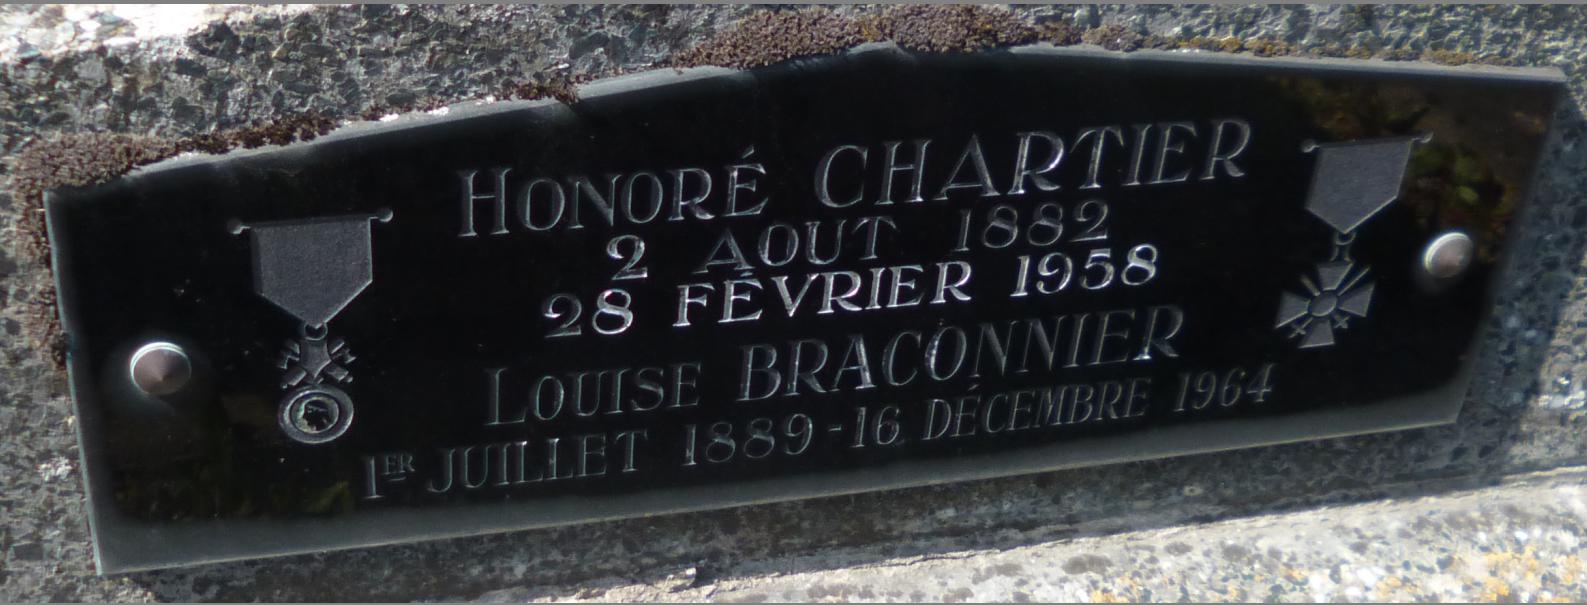 HONORÉ CHARTIER
2 AOUT 1882
28 FÉVRIER 1958
LOUISE BRACONNIER
1ER JUILLET 1889 - 16 DÉCEMBRE 1964